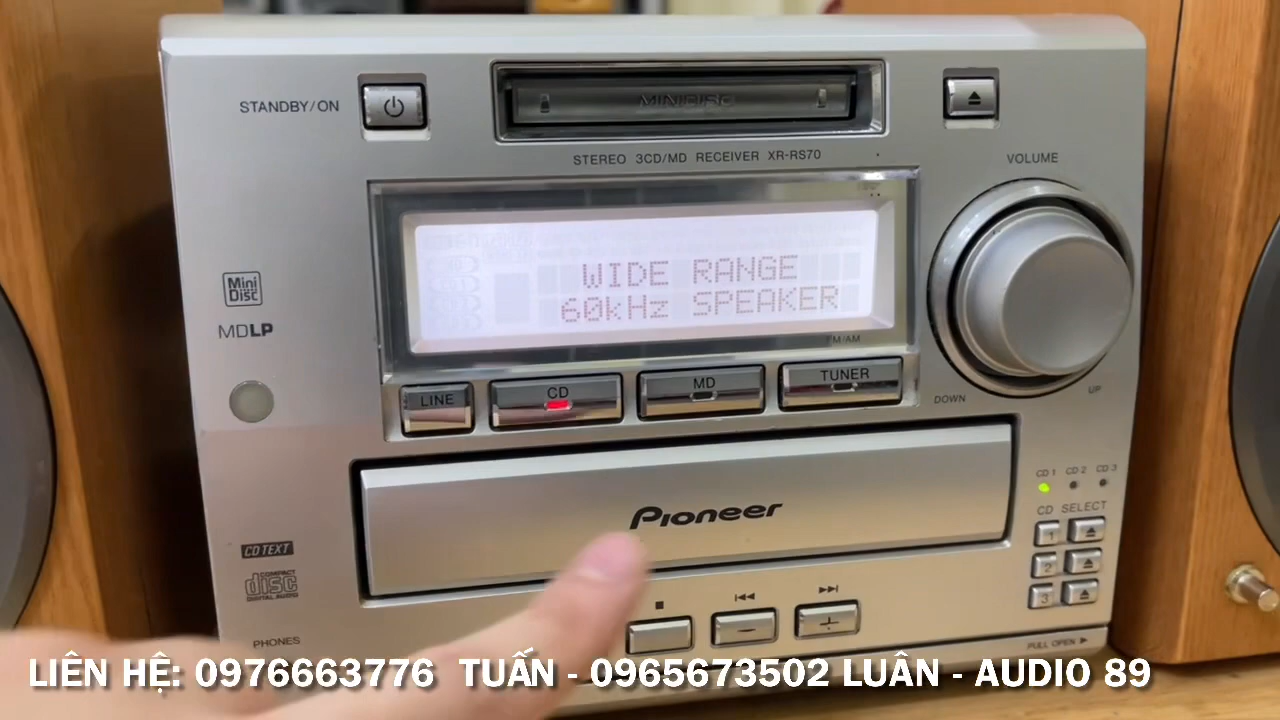 MINIDISC
STANDBY/ON
STEREO 3CD/MD RECEIVER XR-RS70
VOLUME
WIDE RANGE
60kHz SPEAKER
Mini Disc
MDLP
FM/AM
LINE
CD
MD
TUNER
DOWN
UP
CD 1 CD 2 CD 3
CD SELECT
Pioneer
1
2
3
CD TEXT
COMPACT
disc
DIGITAL AUDIO
PHONES
PULL OPEN
LIÊN HỆ: 0976663776 TUẤN - 0965673502 LUÂN - AUDIO 89